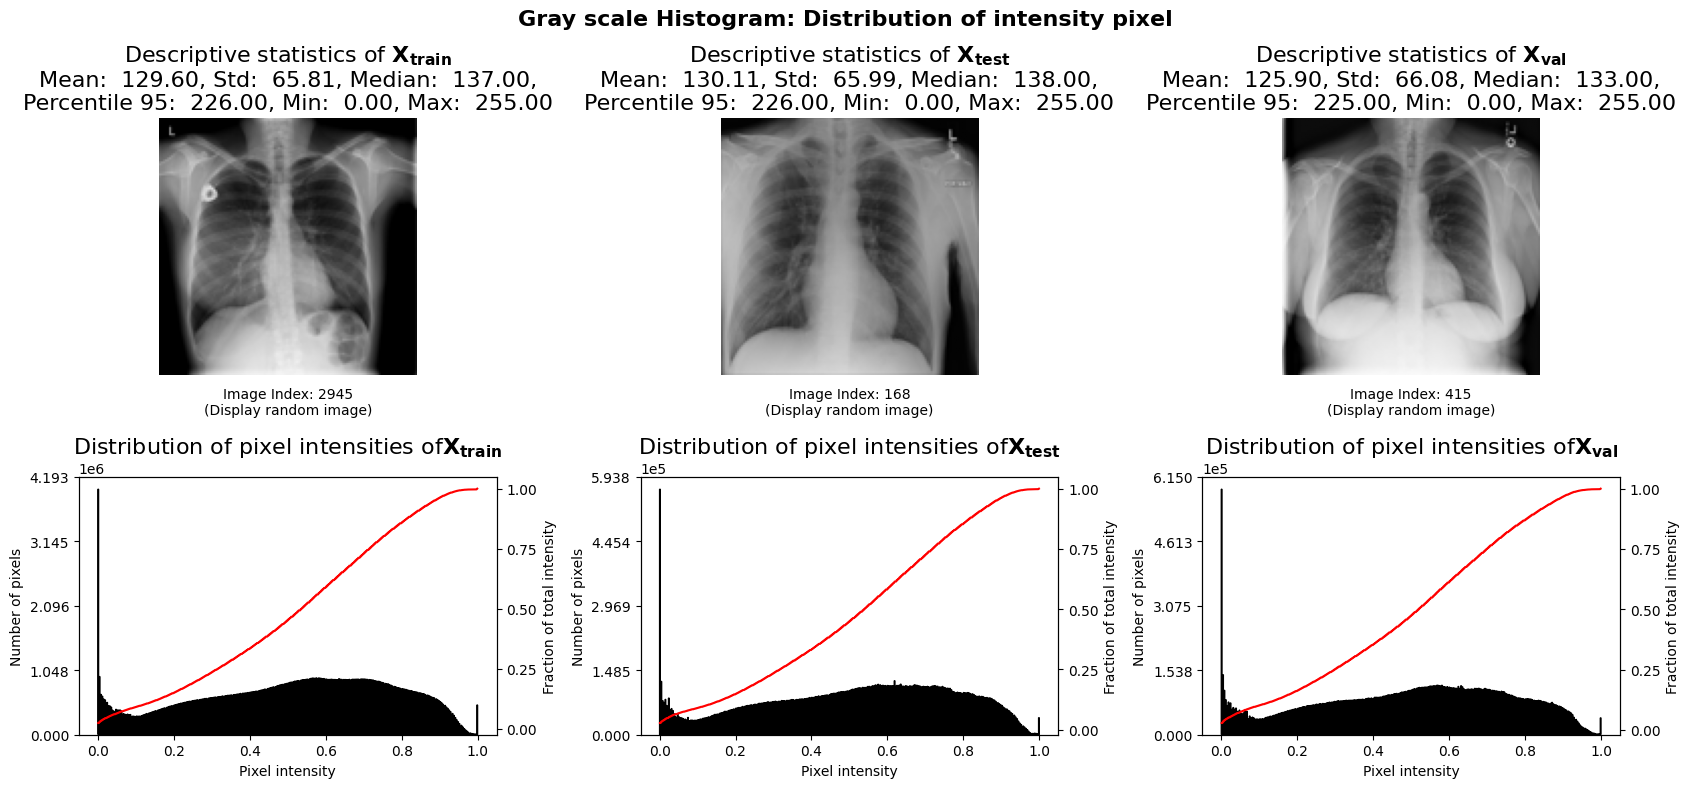 Gray scale Histogram: Distribution of intensity pixel
Descriptive statistics of X_train
Mean:  129.60, Std:  65.81, Median:  137.00,
Percentile 95:  226.00, Min:  0.00, Max:  255.00
L
Image Index: 2945
(Display random image)
Descriptive statistics of X_test
Mean:  130.11, Std:  65.99, Median:  138.00,
Percentile 95:  226.00, Min:  0.00, Max:  255.00
L
Image Index: 168
(Display random image)
Descriptive statistics of X_val
Mean:  125.90, Std:  66.08, Median:  133.00,
Percentile 95:  225.00, Min:  0.00, Max:  255.00
Image Index: 415
(Display random image)
Distribution of pixel intensities ofX_train
1e6
4.193
3.145
2.096
1.048
0.000
Number of pixels
0.0 0.2 0.4 0.6 0.8 1.0
Pixel intensity
1.00
0.75
0.50
0.25
0.00
Fraction of total intensity
Distribution of pixel intensities ofX_test
1e5
5.938
4.454
2.969
1.485
0.000
Number of pixels
0.0 0.2 0.4 0.6 0.8 1.0
Pixel intensity
1.00
0.75
0.50
0.25
0.00
Fraction of total intensity
Distribution of pixel intensities ofX_val
1e5
6.150
4.613
3.075
1.538
0.000
Number of pixels
0.0 0.2 0.4 0.6 0.8 1.0
Pixel intensity
1.00
0.75
0.50
0.25
0.00
Fraction of total intensity